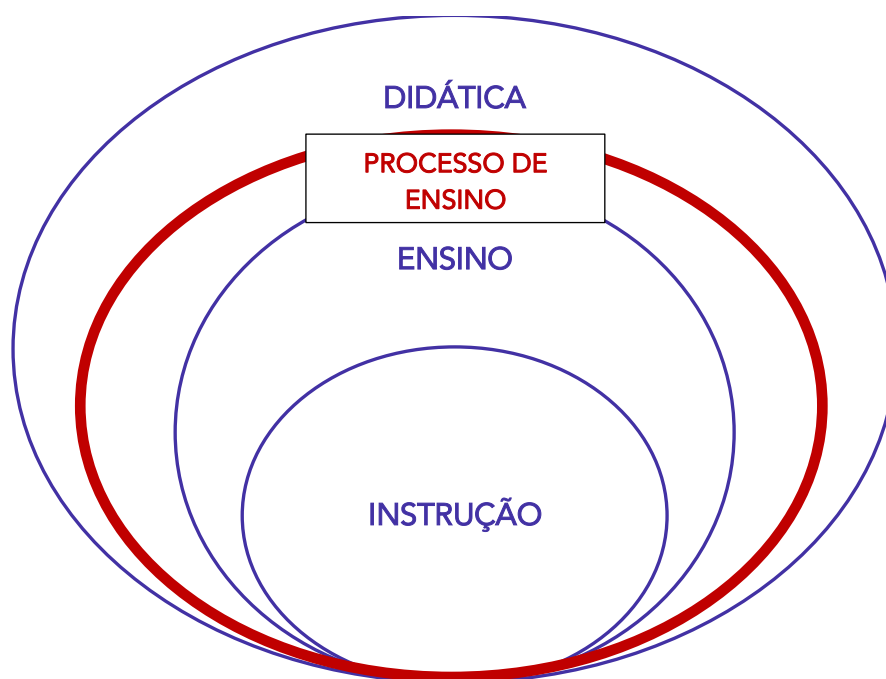 DIDÁTICA
PROCESSO DE
ENSINO
ENSINO
INSTRUÇÃO